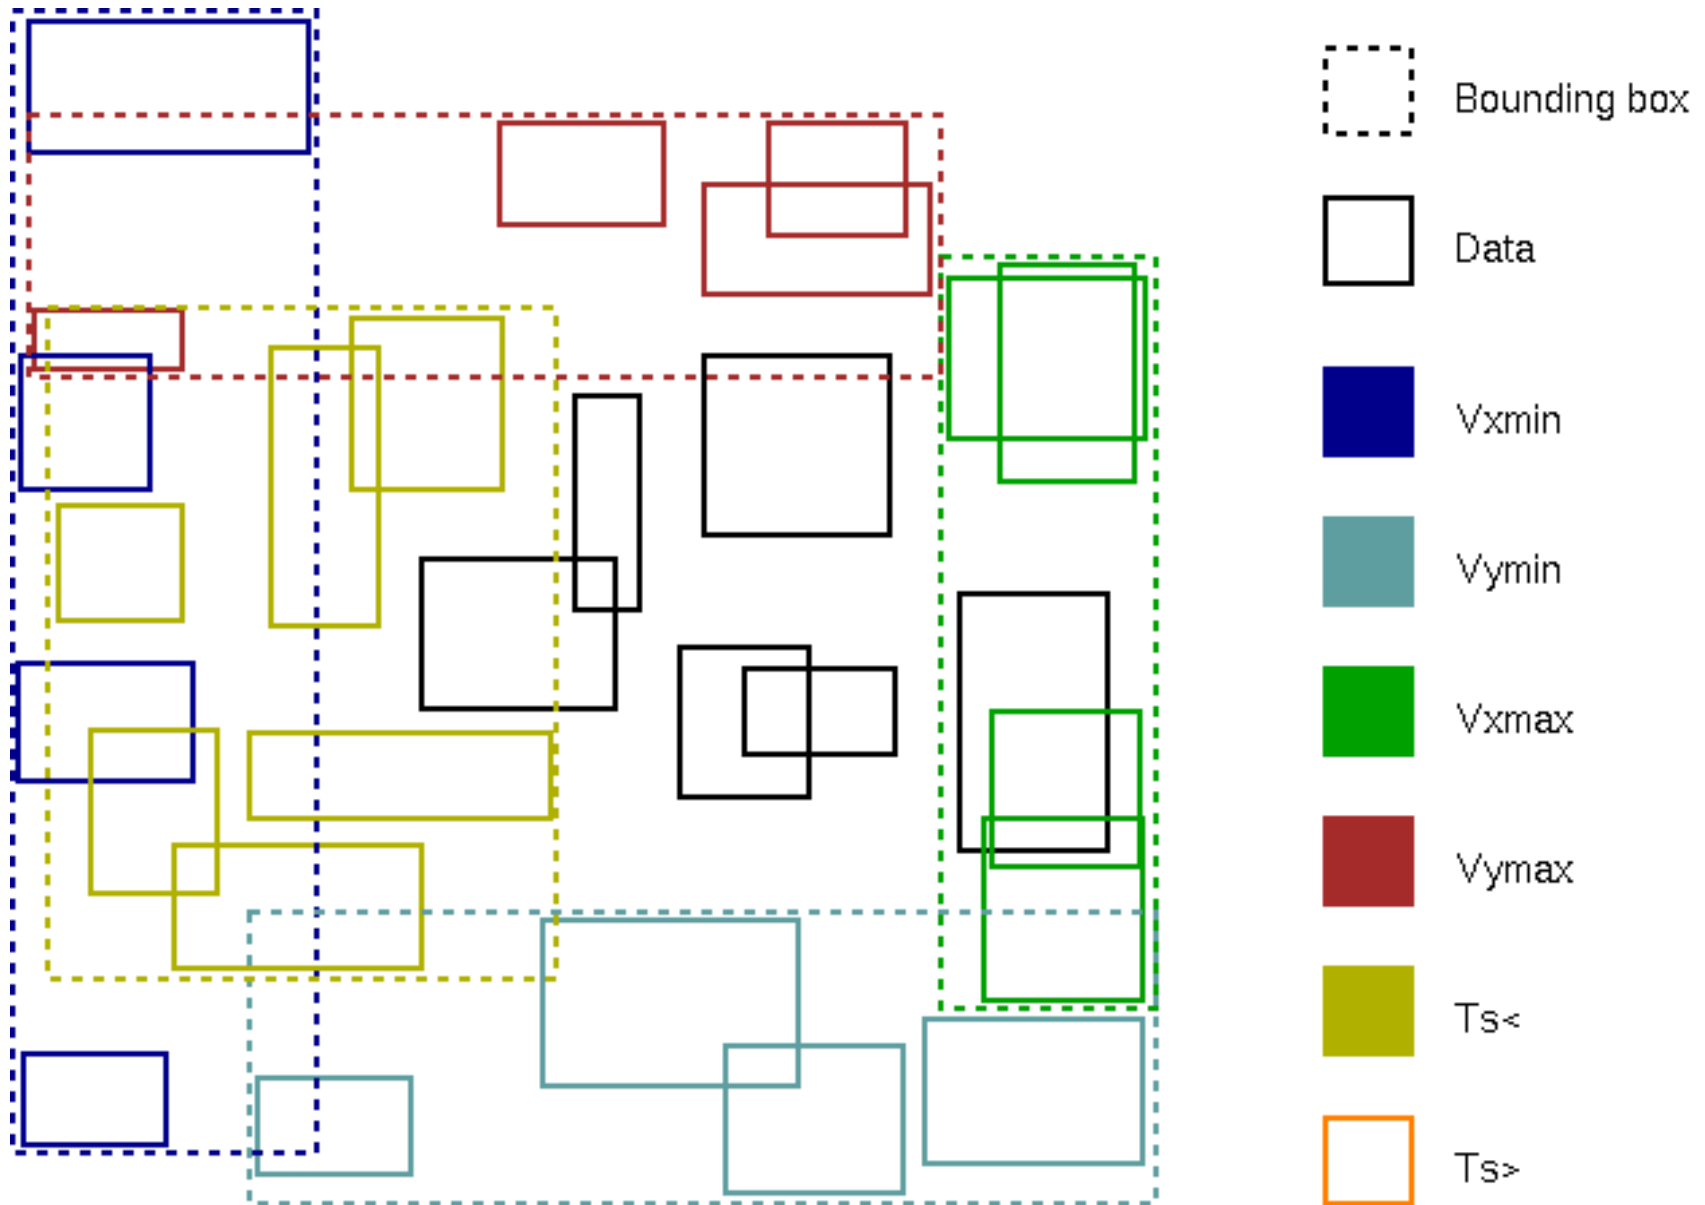 Bounding box
Data
Vxmin
Vymin
Vxmax
Vymax
Ts<
Ts>